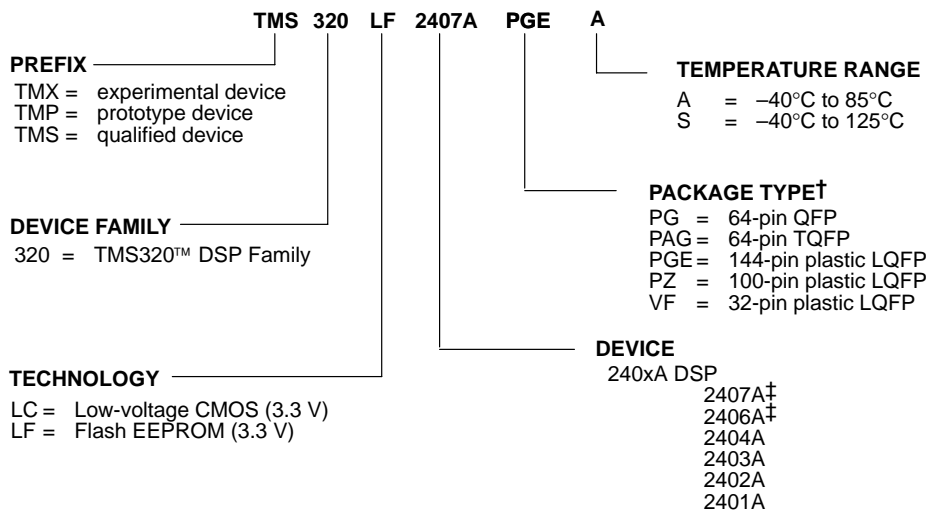 TMS 320 LF 2407A PGE A
PREFIX
TMX = experimental device
TMP = prototype device
TMS = qualified device
TEMPERATURE RANGE
A = –40°C to 85°C
S = –40°C to 125°C
DEVICE FAMILY
320 = TMS320™ DSP Family
PACKAGE TYPE†
PG = 64-pin QFP
PAG = 64-pin TQFP
PGE = 144-pin plastic LQFP
PZ = 100-pin plastic LQFP
VF = 32-pin plastic LQFP
TECHNOLOGY
LC = Low-voltage CMOS (3.3 V)
LF = Flash EEPROM (3.3 V)
DEVICE
240xA DSP
2407A‡
2406A‡
2404A
2403A
2402A
2401A